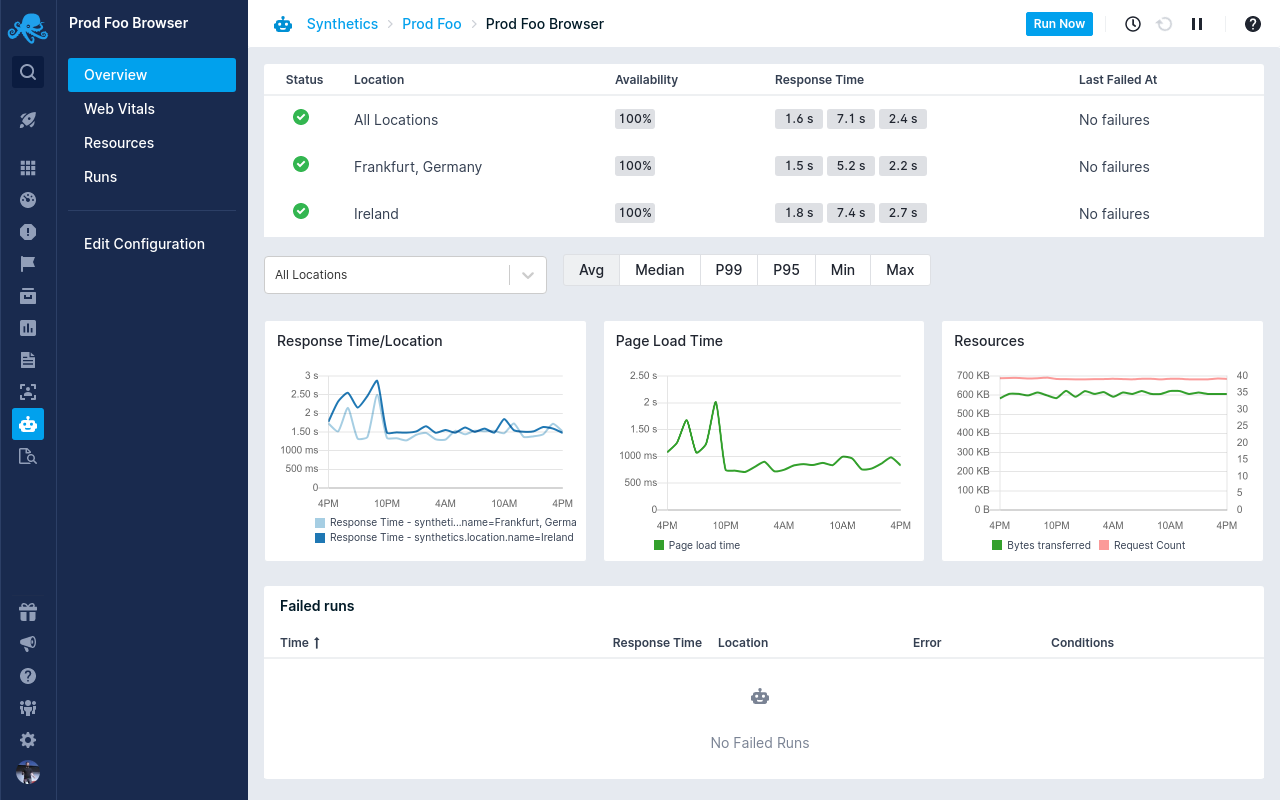 Prod Foo Browser
Overview
Web Vitals
Resources
Runs
Edit Configuration
Synthetics
Prod Foo
Prod Foo Browser
Run Now
Status Location Availability Response Time Last Failed At
All Locations 100% 1.6 s 7.1 s 2.4 s No failures
Frankfurt, Germany 100% 1.5 s 5.2 s 2.2 s No failures
Ireland 100% 1.8 s 7.4 s 2.7 s No failures
All Locations
Avg Median P99 P95 Min Max
Response Time/Location
3 s
2.50 s
2 s
1.50 s
1000 ms
500 ms
0
4PM 10PM 4AM 10AM 4PM
Response Time - syntheti...name=Frankfurt, Germa
Response Time - synthetics.location.name=Ireland
Page Load Time
2.50 s
2 s
1.50 s
1000 ms
500 ms
0
4PM 10PM 4AM 10AM 4PM
Page load time
Resources
700 KB 40
600 KB 35
500 KB 30
400 KB 25
300 KB 20
200 KB 15
100 KB 10
0 B 5
0
4PM 10PM 4AM 10AM 4PM
Bytes transferred Request Count
Failed runs
Time ↑ Response Time Location Error Conditions
No Failed Runs